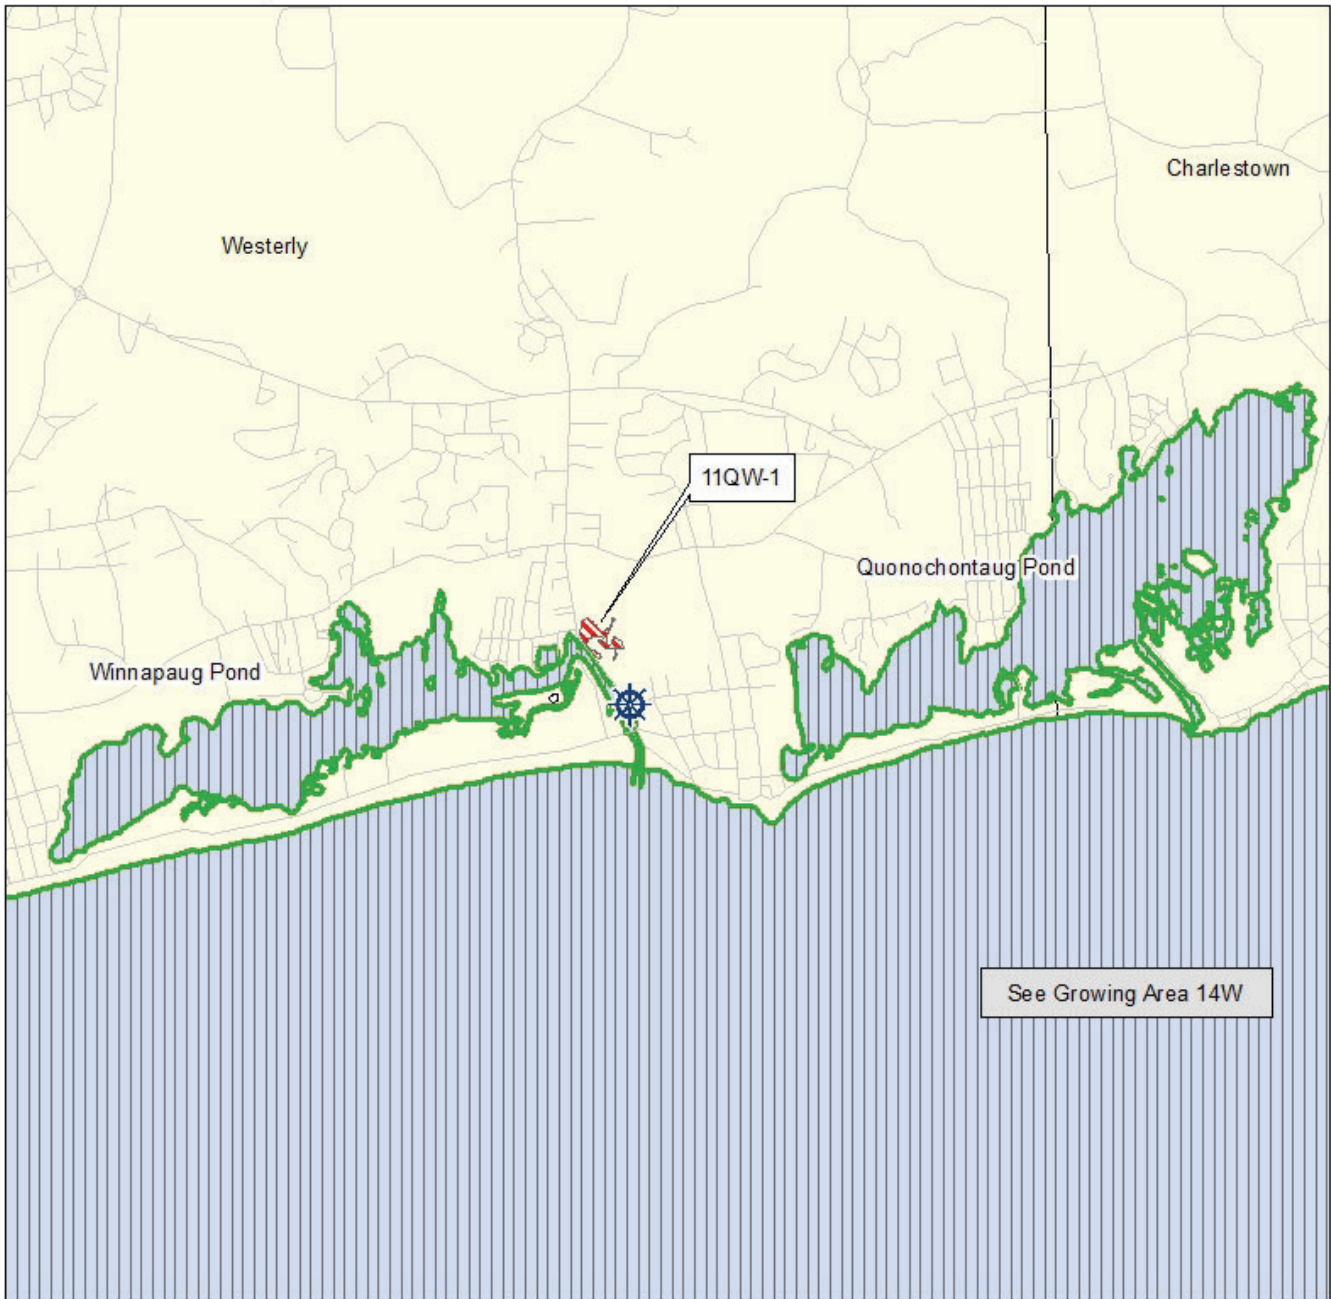 Charlestown
Westerly
11QW-1
Quonochontaug Pond
Winnapaug Pond
See Growing Area 14W